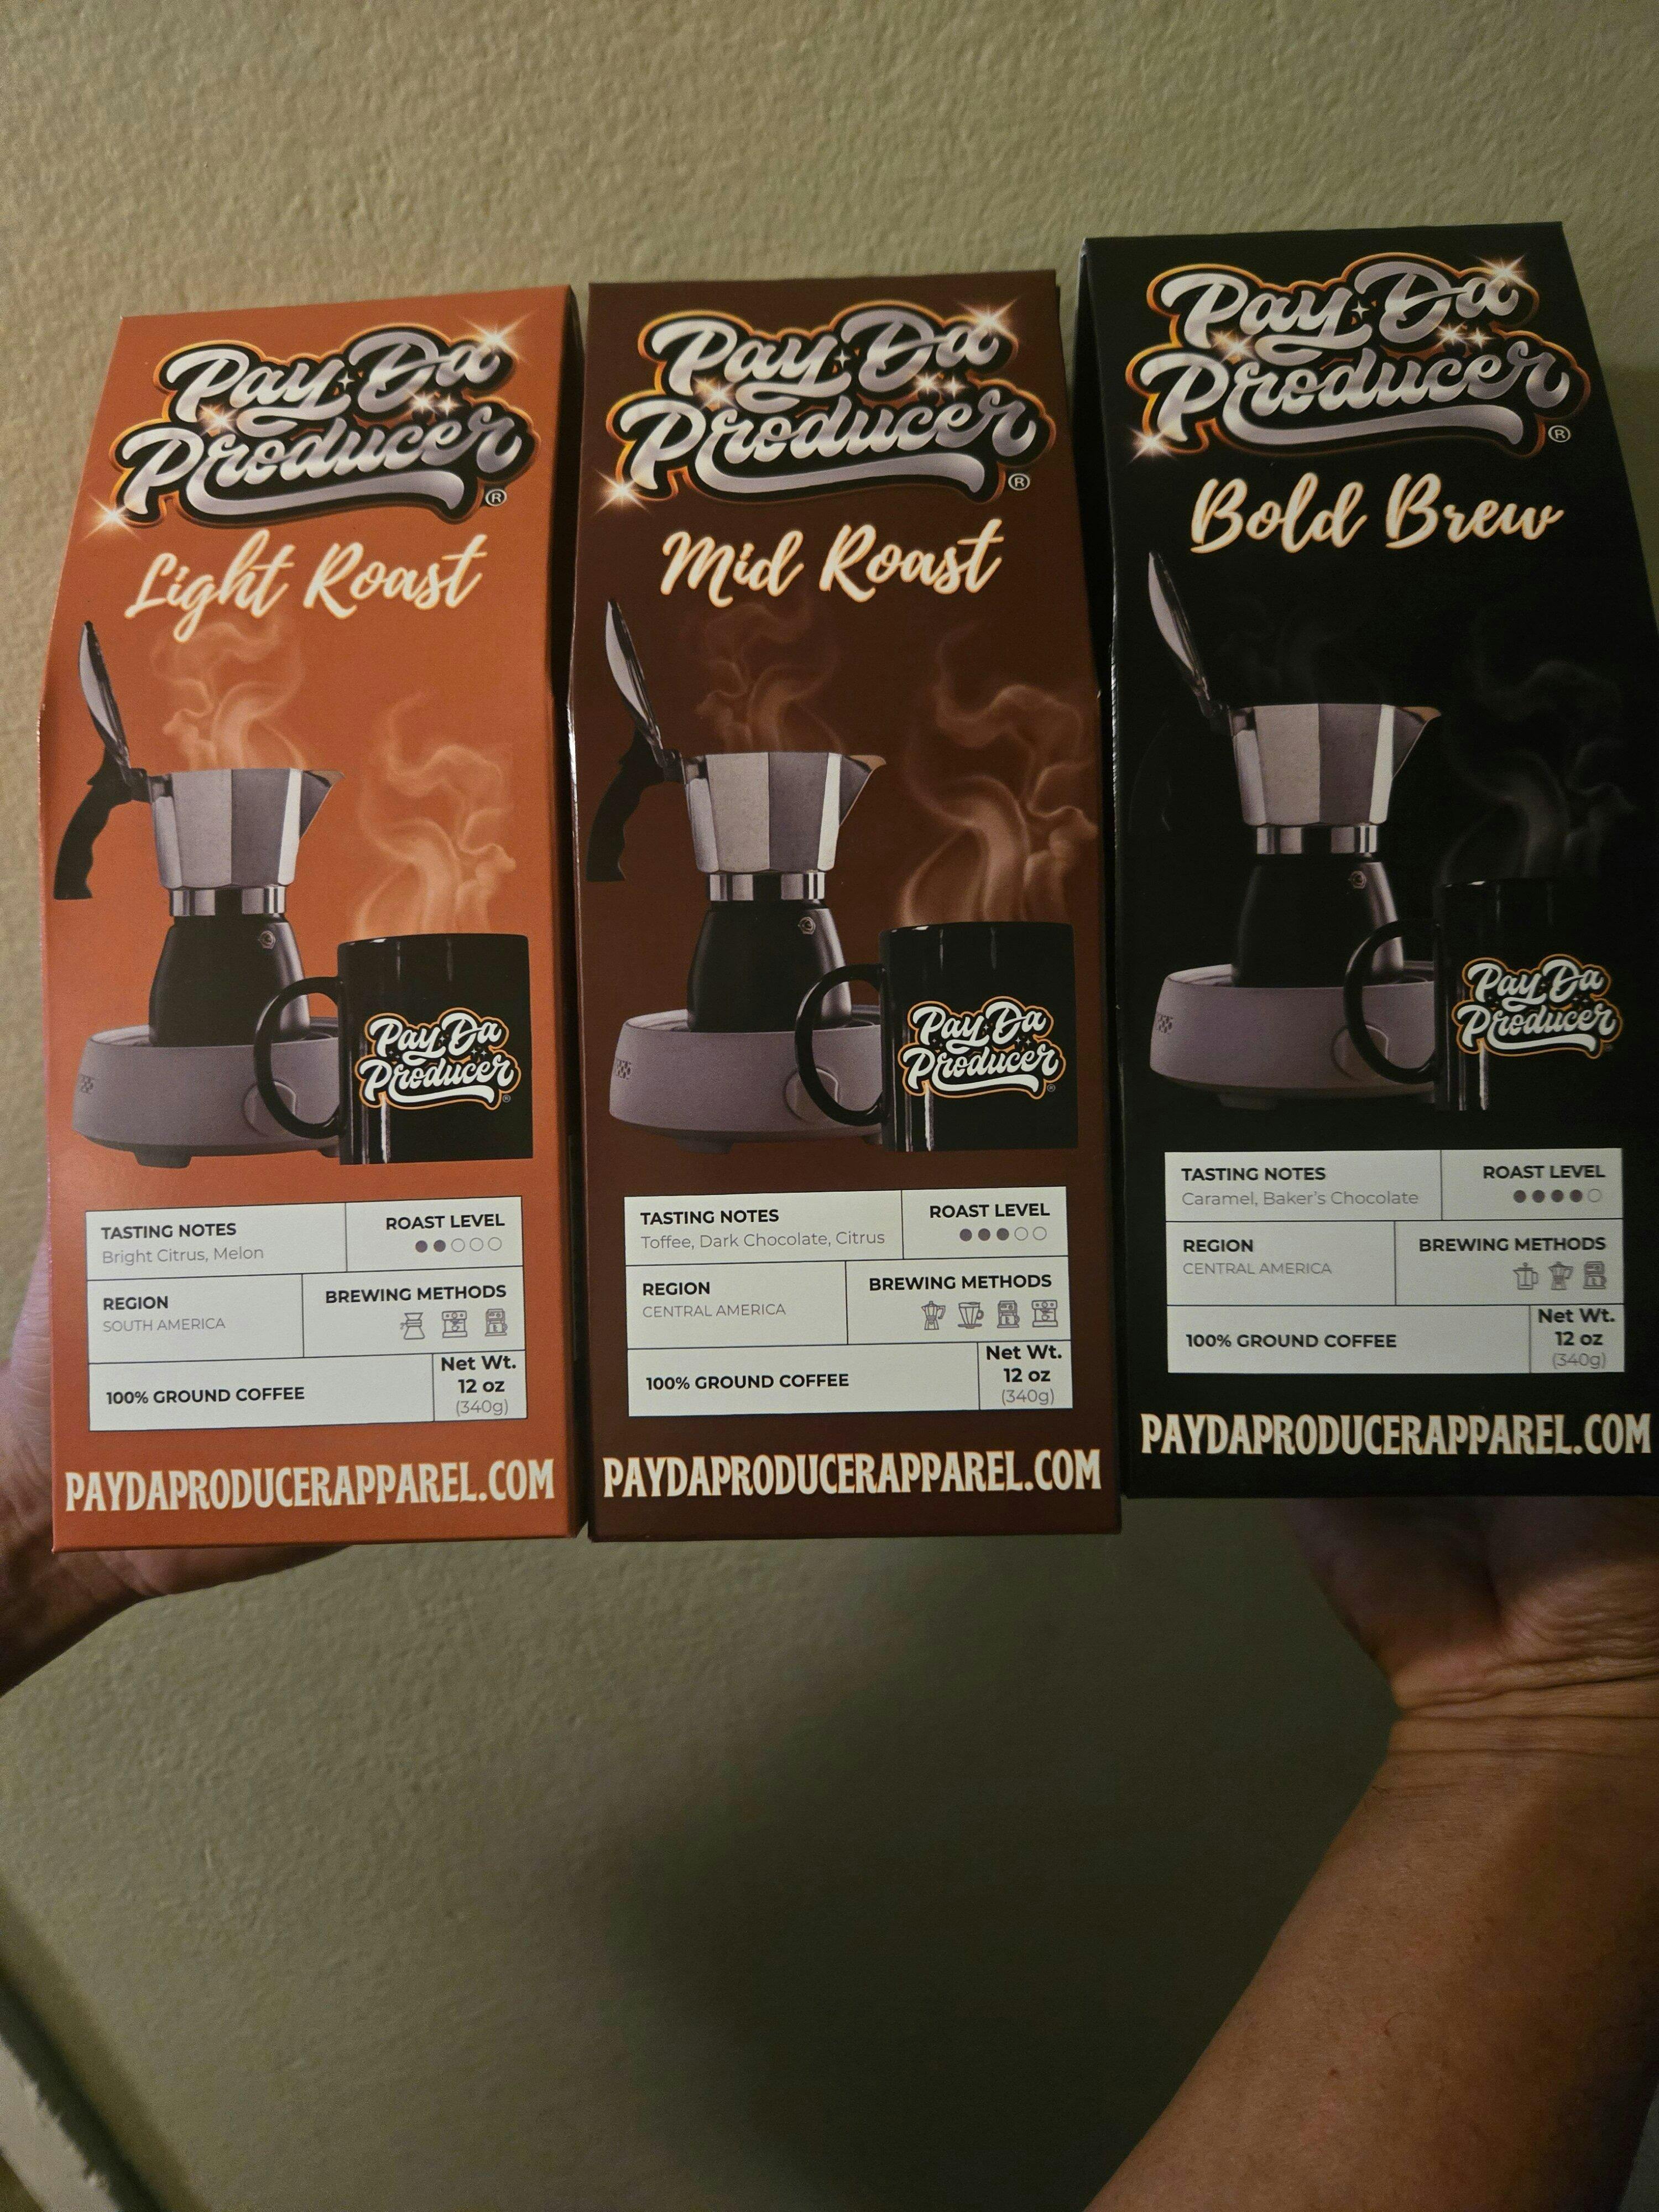 Pay Da
Producer
®
Light Roast
Pay Da
Producer
®
TASTING NOTES
Bright Citrus, Melon
ROAST LEVEL
REGION
SOUTH AMERICA
BREWING METHODS
100% GROUND COFFEE
Net Wt.
12 oz
(340g)
PAYDAPRODUCERAPPAREL.COM
Pay Da
Producer
®
Mid Roast
Pay Da
Producer
®
TASTING NOTES
Toffee, Dark Chocolate, Citrus
ROAST LEVEL
REGION
CENTRAL AMERICA
BREWING METHODS
100% GROUND COFFEE
Net Wt.
12 oz
(340g)
PAYDAPRODUCERAPPAREL.COM
Pay Da
Producer
®
Bold Brew
Pay Da
Producer
TASTING NOTES
Caramel, Baker's Chocolate
ROAST LEVEL
REGION
CENTRAL AMERICA
BREWING METHODS
100% GROUND COFFEE
Net Wt.
12 oz
(340g)
PAYDAPRODUCERAPPAREL.COM